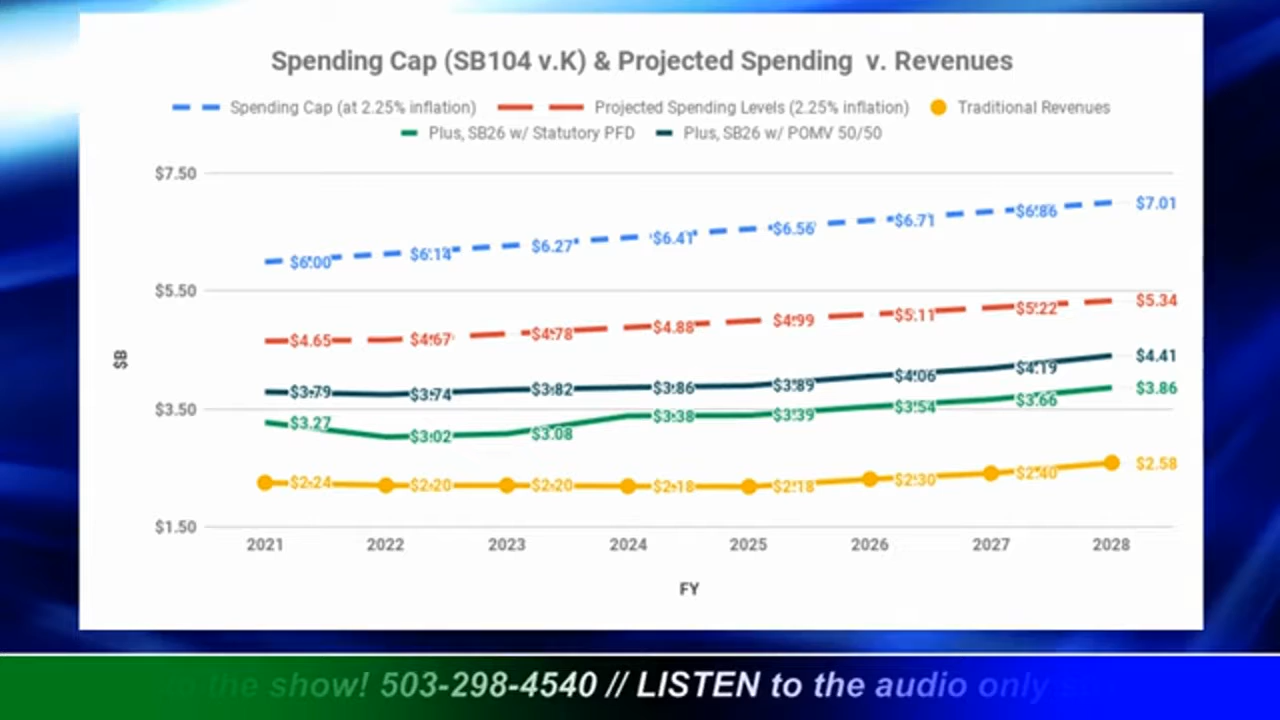 Spending Cap (SB104 v.K) & Projected Spending v. Revenues
Spending Cap (at 2.25% inflation) Projected Spending Levels (2.25% inflation) Traditional Revenues
Plus, SB26 w/ Statutory PFD Plus, SB26 w/ POMV 50/50
$7.50
$6.00 $6.14 $6.27 $6.41 $6.56 $6.71 $6.86 $7.01
$5.50
$4.65 $4.67 $4.78 $4.88 $4.99 $5.11 $5.22 $5.34
$B
$3.79 $3.74 $3.82 $3.86 $3.89 $4.06 $4.19 $4.41
$3.50
$3.27 $3.02 $3.08 $3.38 $3.39 $3.54 $3.66 $3.86
$2.24 $2.20 $2.20 $2.18 $2.18 $2.30 $2.40 $2.58
$1.50
2021 2022 2023 2024 2025 2026 2027 2028
FY
the show! 503-298-4540 // LISTEN to the audio only